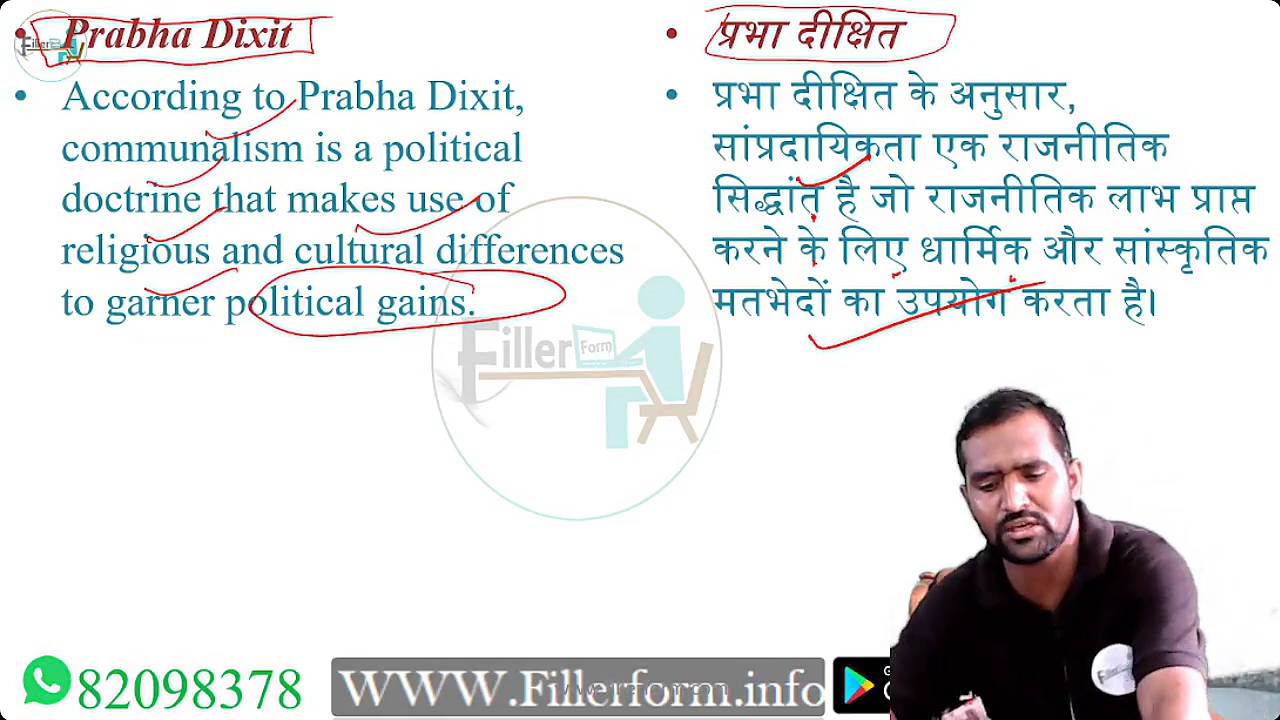 Prabha Dixit
According to Prabha Dixit,
communalism is a political
doctrine that makes use of
religious and cultural differences
to garner political gains.
प्रभा दीक्षित
प्रभा दीक्षित के अनुसार,
सांप्रदायिकता एक राजनीतिक
सिद्धांत है जो राजनीतिक लाभ प्राप्त
करने के लिए धार्मिक और सांस्कृतिक
मतभेदों का उपयोग करता है।
Filler Form
82098378
WWW.Fillerform.info